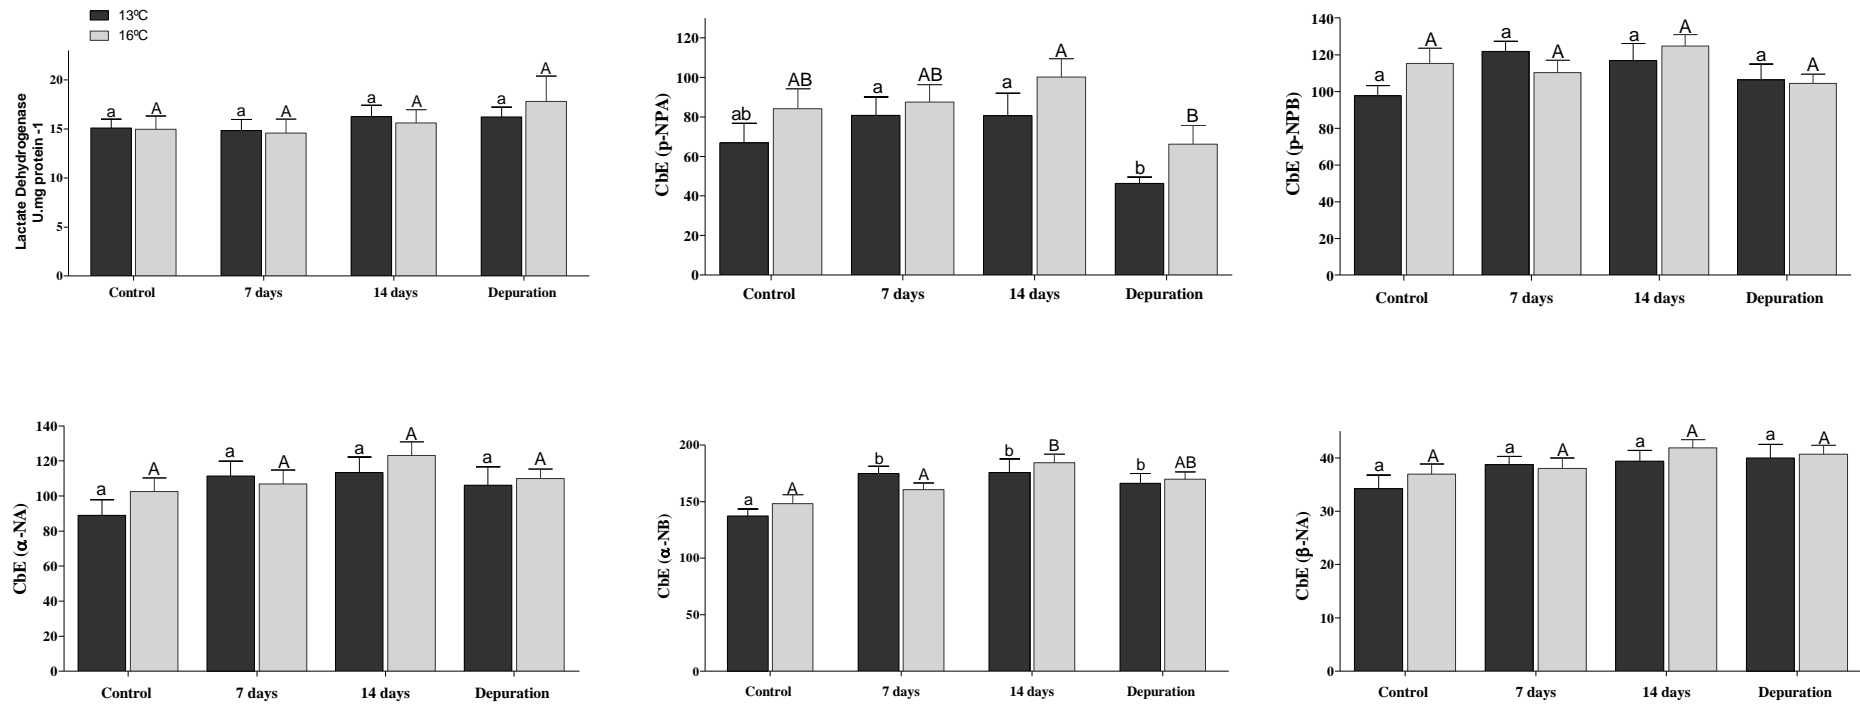 13ºC
16ºC
Lactate Dehydrogenase
U.mg protein -1
20
15
10
5
0
a A a A a A a A
Control 7 days 14 days Depuration
CbE (p-NPA)
120
100
80
60
40
20
0
ab AB a AB a A b B
Control 7 days 14 days Depuration
CbE (p-NPB)
140
120
100
80
60
40
20
0
a A a A a A a A
Control 7 days 14 days Depuration
CbE (α-NA)
140
120
100
80
60
40
20
0
a A a A a A a A
Control 7 days 14 days Depuration
CbE (α-NB)
200
150
100
50
0
a A b A b B b AB
Control 7 days 14 days Depuration
CbE (β-NA)
40
30
20
10
0
a A a A a A a A
Control 7 days 14 days Depuration